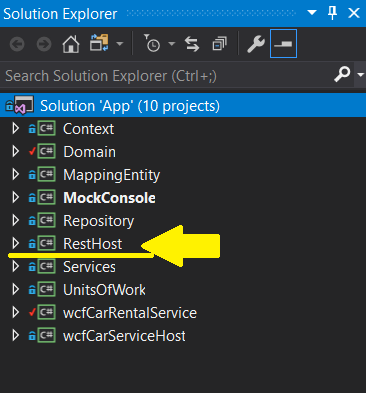 Solution Explorer
Search Solution Explorer (Ctrl+;)
Solution 'App' (10 projects)
C# Context
C# Domain
C# MappingEntity
C# MockConsole
C# Repository
C# RestHost
C# Services
C# UnitsOfWork
C# wcfCarRentalService
C# wcfCarServiceHost